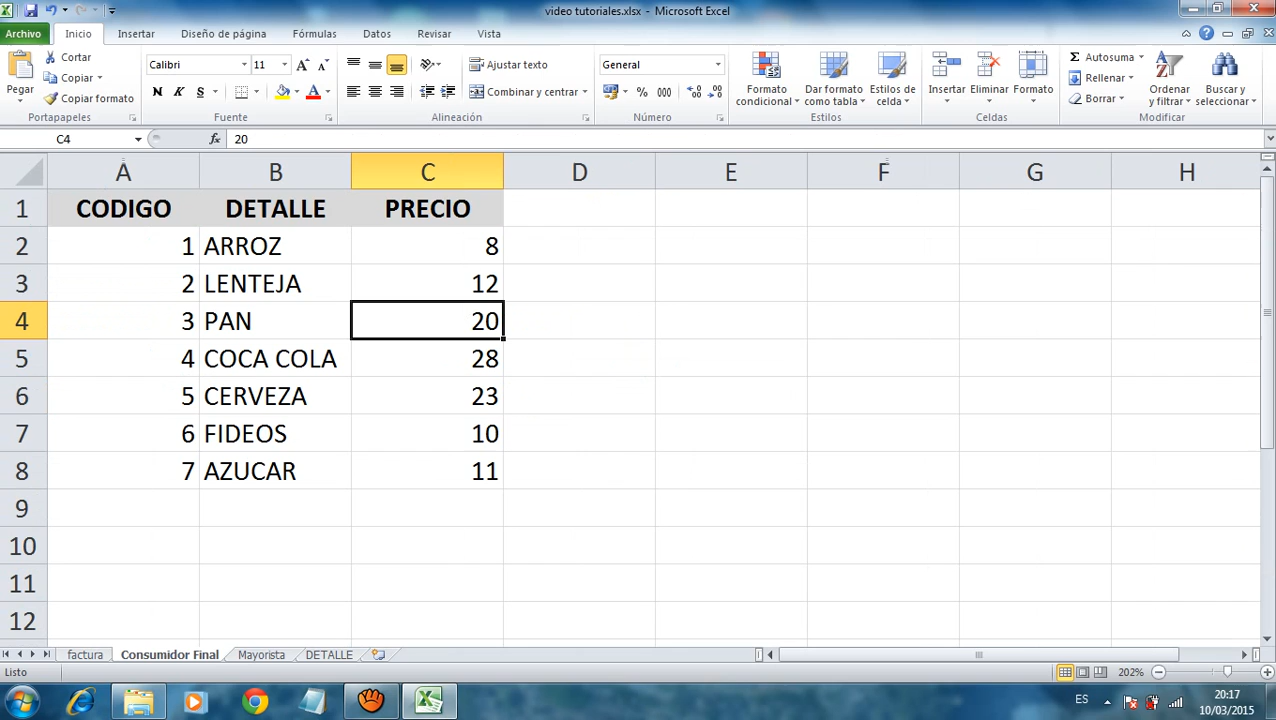 video tutoriales.xlsx - Microsoft Excel
Archivo Inicio Insertar Diseño de página Fórmulas Datos Revisar Vista
Pegar
Cortar
Copiar
Copiar formato
Portapapeles
Calibri 11
N K S
Fuente
Ajustar texto
Combinar y centrar
Alineación
General
% 000
Número
Formato condicional
Dar formato como tabla
Estilos de celda
Estilos
Insertar Eliminar Formato
Celdas
Σ Autosuma
Rellenar
Borrar
Ordenar y filtrar
Buscar y seleccionar
Modificar
C4 fx 20
A B C D E F G H
1 CODIGO DETALLE PRECIO
2 1 ARROZ 8
3 2 LENTEJA 12
4 3 PAN 20
5 4 COCA COLA 28
6 5 CERVEZA 23
7 6 FIDEOS 10
8 7 AZUCAR 11
9
10
11
12
factura Consumidor Final Mayorista DETALLE
Listo 202%
ES 20:17
10/03/2015